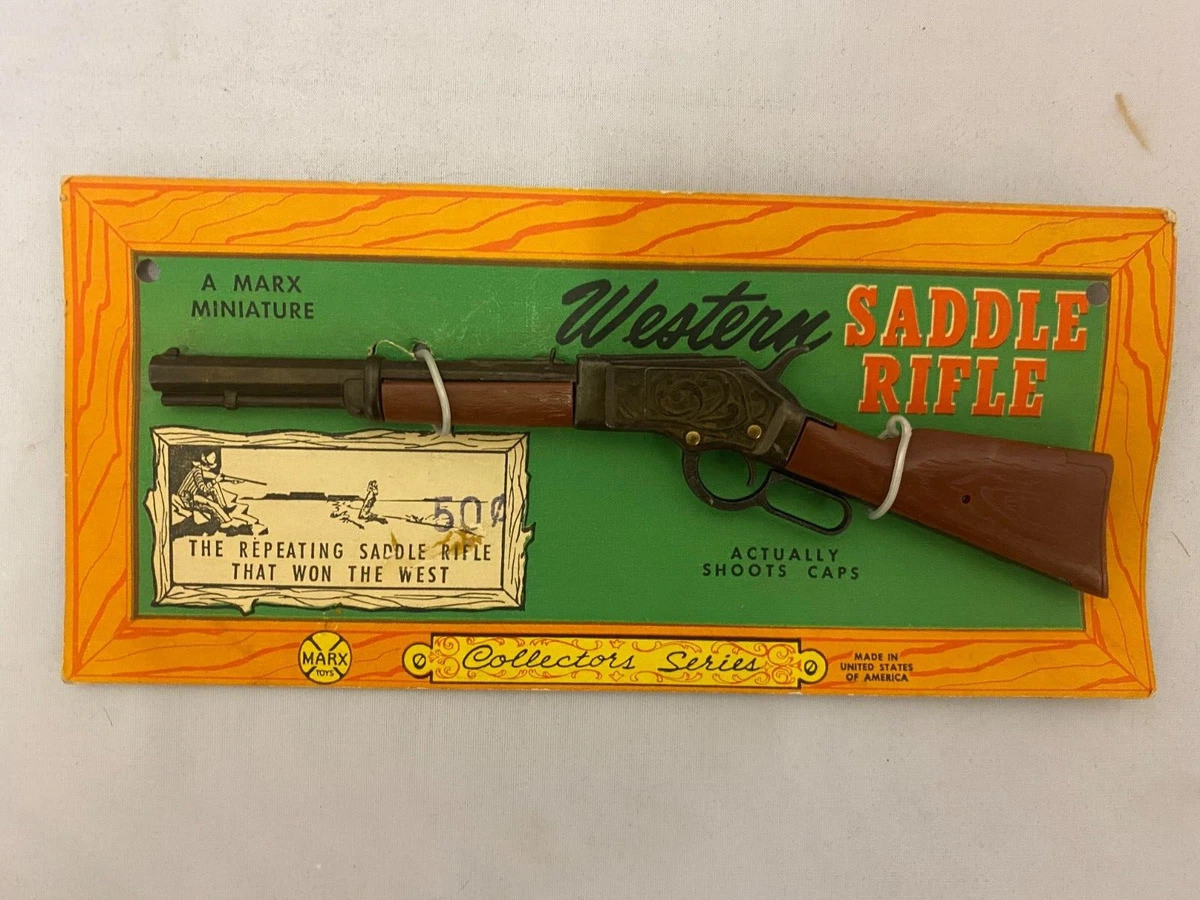 A MARX
MINIATURE
Western SADDLE
RIFLE
50¢
THE REPEATING SADDLE RIFLE
THAT WON THE WEST
ACTUALLY
SHOOTS CAPS
MARX
TOYS
Collectors Series
MADE IN
UNITED STATES
OF AMERICA